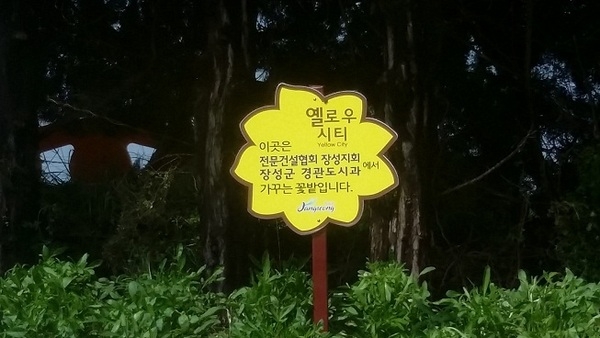 옐로우
시티
Yellow City
이곳은
전문건설협회 장성지회
장성군 경관도시과 에서
가꾸는 꽃밭입니다.
Jangseong